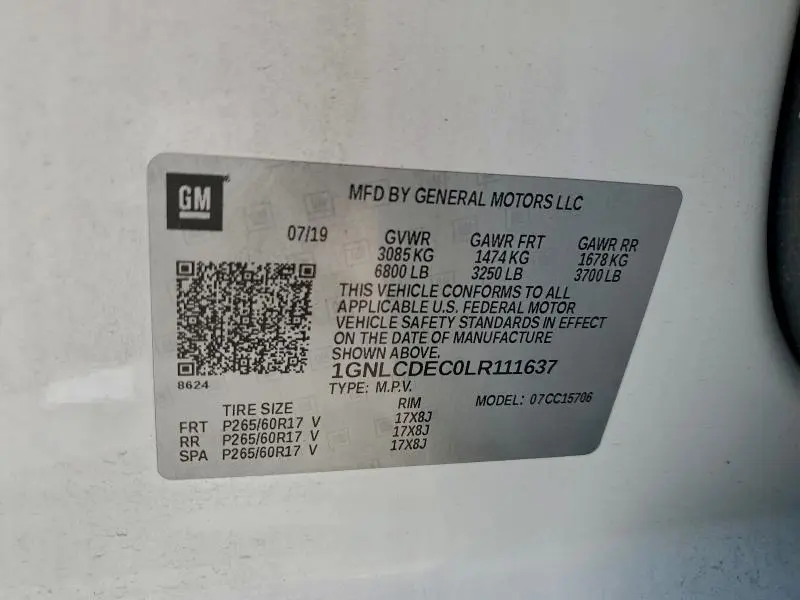 GM
MFD BY GENERAL MOTORS LLC
07/19 GVWR GAWR FRT GAWR RR
3085 KG 1474 KG 1678 KG
6800 LB 3250 LB 3700 LB
THIS VEHICLE CONFORMS TO ALL
APPLICABLE U.S. FEDERAL MOTOR
VEHICLE SAFETY STANDARDS IN EFFECT
ON THE DATE OF MANUFACTURE
SHOWN ABOVE.
8624
1GNLCDEC0LR111637
TYPE: M.P.V. MODEL: 07CC15706
TIRE SIZE RIM
FRT P265/60R17 V 17X8J
RR P265/60R17 V 17X8J
SPA P265/60R17 V 17X8J